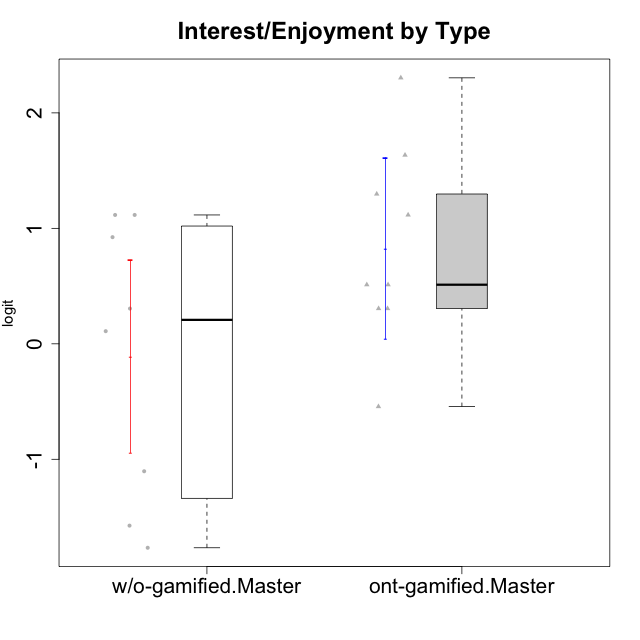 Interest/Enjoyment by Type
2
1
0
-1
logit
w/o-gamified.Master
ont-gamified.Master